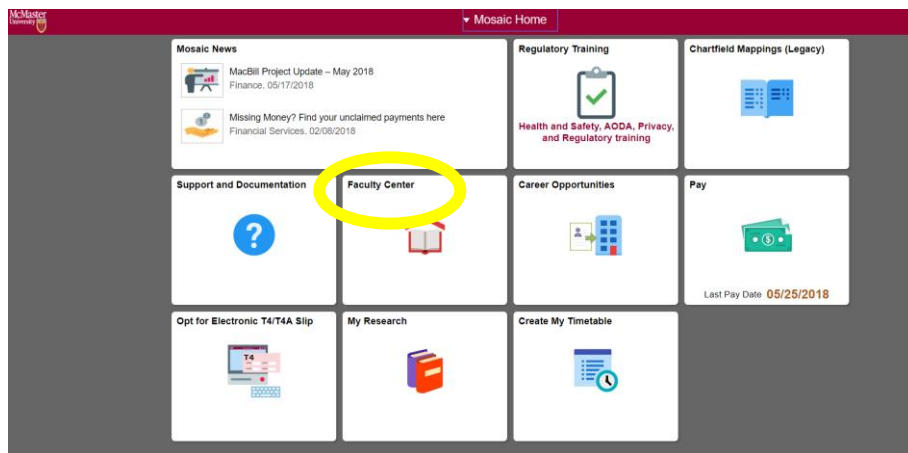 McMaster
University
▾ Mosaic Home
Mosaic News
MacBill Project Update – May 2018
Finance. 05/17/2018
Missing Money? Find your unclaimed payments here
Financial Services. 02/08/2018
Regulatory Training
Health and Safety, AODA, Privacy,
and Regulatory training
Chartfield Mappings (Legacy)
Support and Documentation
?
Faculty Center
Career Opportunities
Pay
$
Last Pay Date 05/25/2018
Opt for Electronic T4/T4A Slip
T4
My Research
Create My Timetable